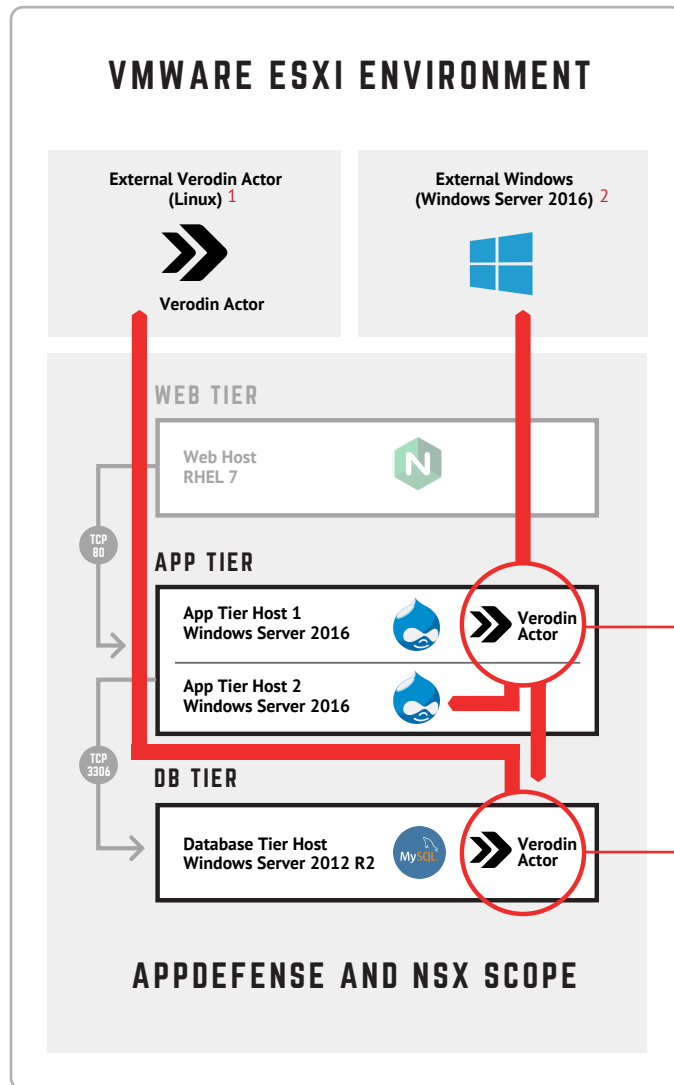 VMWARE ESXI ENVIRONMENT
External Verodin Actor
(Linux) 1
Verodin Actor
External Windows
(Windows Server 2016) 2
WEB TIER
Web Host
RHEL 7
N
TCP
80
APP TIER
App Tier Host 1
Windows Server 2016
Verodin
Actor
App Tier Host 2
Windows Server 2016
TCP
3306
DB TIER
Database Tier Host
Windows Server 2012 R2
MySQL
Verodin
Actor
APPDEFENSE AND NSX SCOPE